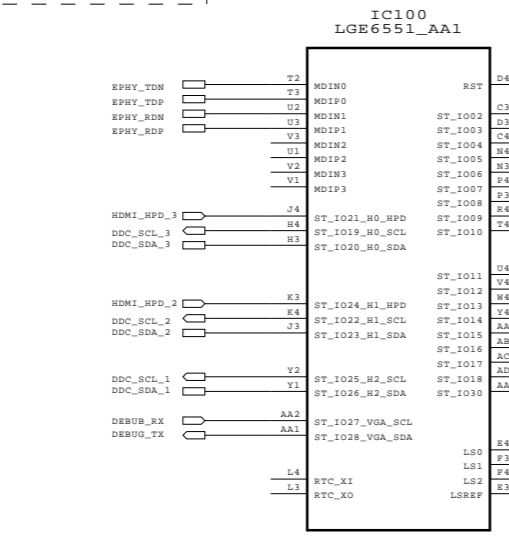 IC100
LGE6551_AA1
EPHY_TDN T2 MDIN0 RST D4
EPHY_TDP T3 MDIP0
EPHY_RDN U2 MDIN1 ST_IO02 C3
EPHY_RDP U3 MDIP1 ST_IO03 D3
V3 MDIN2 ST_IO04 C4
U1 MDIP2 ST_IO05 N4
V2 MDIN3 ST_IO06 N3
V1 MDIP3 ST_IO07 P4
ST_IO08 P3
HDMI_HPD_3 J4 ST_IO21_H0_HPD ST_IO09 R4
DDC_SCL_3 H4 ST_IO19_H0_SCL ST_IO10 T4
DDC_SDA_3 H3 ST_IO20_H0_SDA
ST_IO11 U4
ST_IO12 V4
HDMI_HPD_2 K3 ST_IO24_H1_HPD ST_IO13 W4
DDC_SCL_2 K4 ST_IO22_H1_SCL ST_IO14 Y4
DDC_SDA_2 J3 ST_IO23_H1_SDA ST_IO15 AA
ST_IO16 AB
ST_IO17 AC
DDC_SCL_1 Y2 ST_IO25_H2_SCL ST_IO18 AD
DDC_SDA_1 Y1 ST_IO26_H2_SDA ST_IO30 AA
DEBUB_RX AA2 ST_IO27_VGA_SCL
DEBUG_TX AA1 ST_IO28_VGA_SDA
LS0 E4
LS1 F3
L4 RTC_XI LS2 F4
L3 RTC_XO LSREF E3